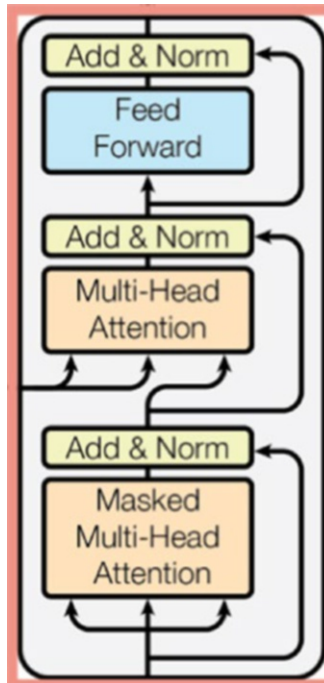 Add & Norm
Feed
Forward
Add & Norm
Multi-Head
Attention
Add & Norm
Masked
Multi-Head
Attention